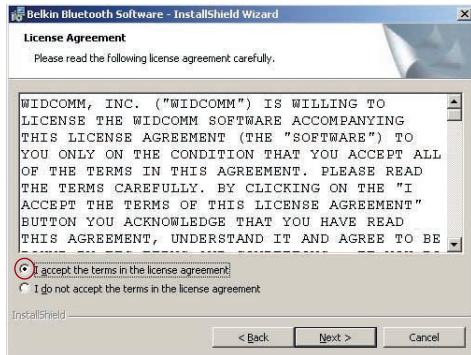 Belkin Bluetooth Software - InstallShield Wizard
License Agreement
Please read the following license agreement carefully.
WIDCOMM, INC. ("WIDCOMM") IS WILLING TO
LICENSE THE WIDCOMM SOFTWARE ACCOMPANYING
THIS LICENSE AGREEMENT (THE "SOFTWARE") TO
YOU ONLY ON THE CONDITION THAT YOU ACCEPT ALL
OF THE TERMS IN THIS AGREEMENT. PLEASE READ
THE TERMS CAREFULLY. BY CLICKING ON THE "I
ACCEPT THE TERMS OF THIS LICENSE AGREEMENT"
BUTTON YOU ACKNOWLEDGE THAT YOU HAVE READ
THIS AGREEMENT, UNDERSTAND IT AND AGREE TO BE
I accept the terms in the license agreement
I do not accept the terms in the license agreement
InstallShield
< Back Next > Cancel